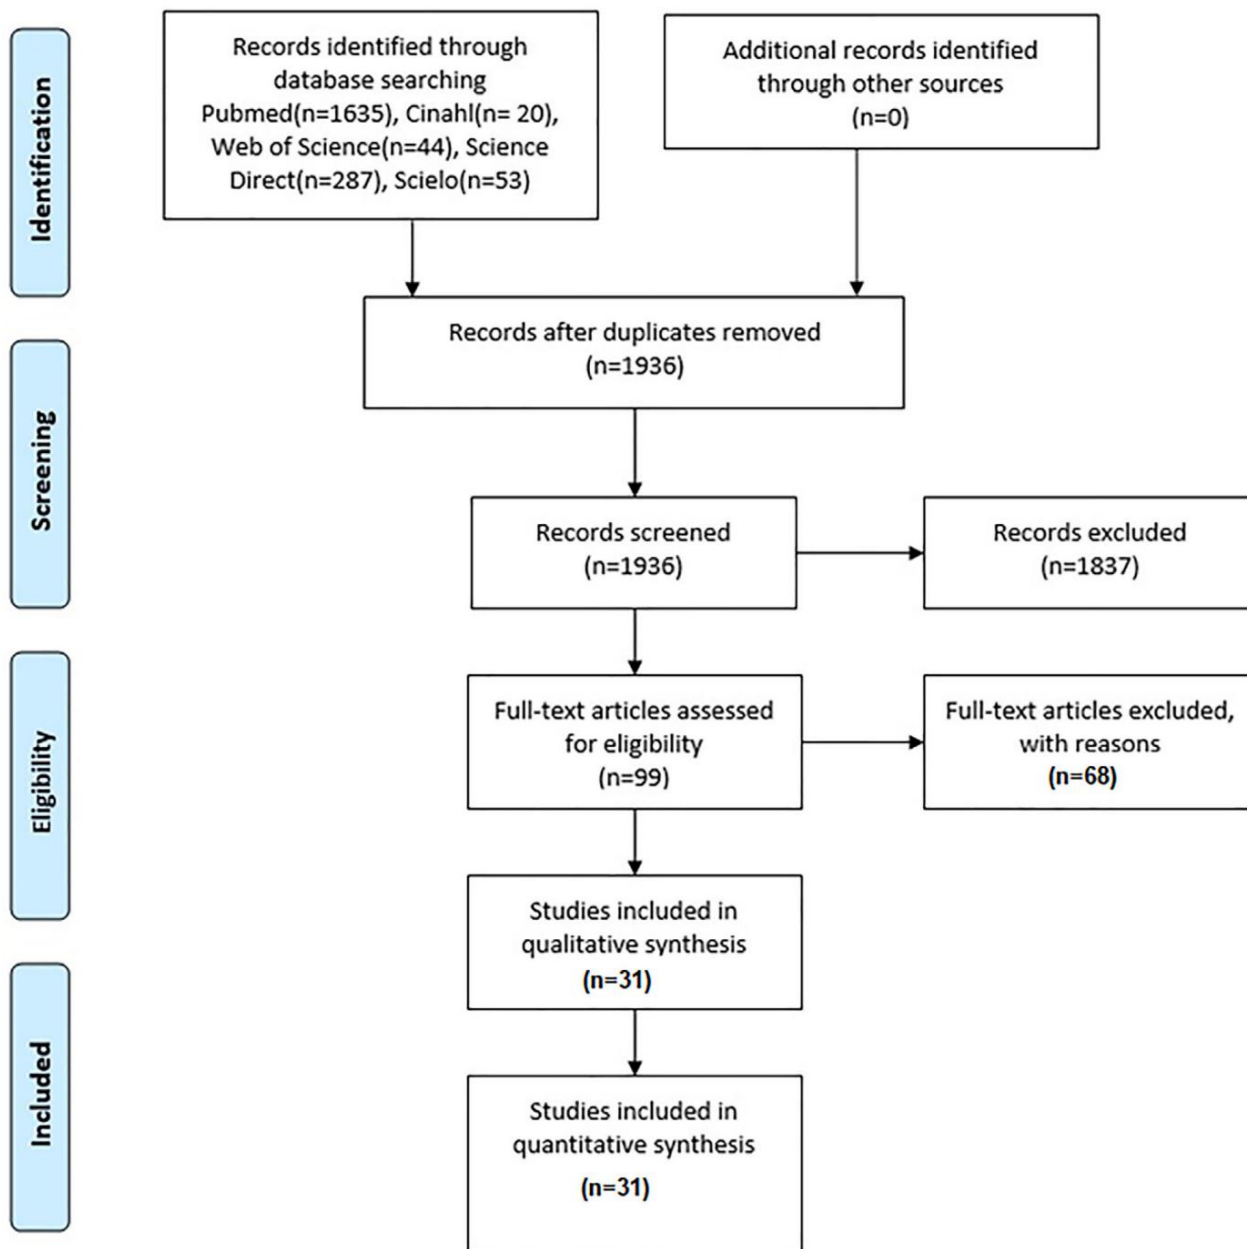 Identification
Records identified through
database searching
Pubmed(n=1635), Cinahl(n= 20),
Web of Science(n=44), Science
Direct(n=287), Scielo(n=53)
Additional records identified
through other sources
(n=0)
Records after duplicates removed
(n=1936)
Screening
Records screened
(n=1936)
Records excluded
(n=1837)
Eligibility
Full-text articles assessed
for eligibility
(n=99)
Full-text articles excluded,
with reasons
(n=68)
Studies included in
qualitative synthesis
(n=31)
Included
Studies included in
quantitative synthesis
(n=31)